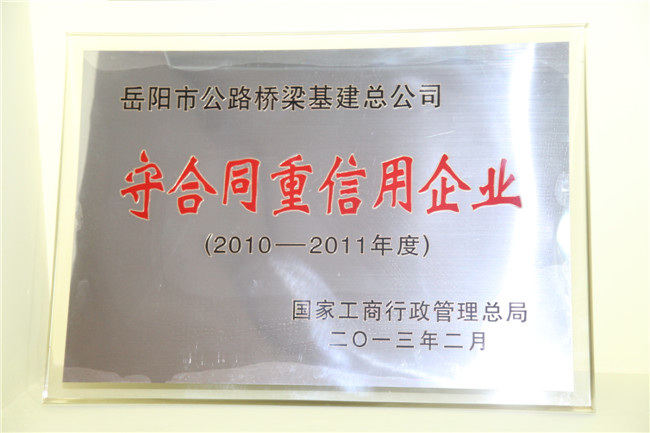 岳阳市公路桥梁基建总公司
守合同重信用企业
(2010—2011年度)
国家工商行政管理总局
二〇一三年二月